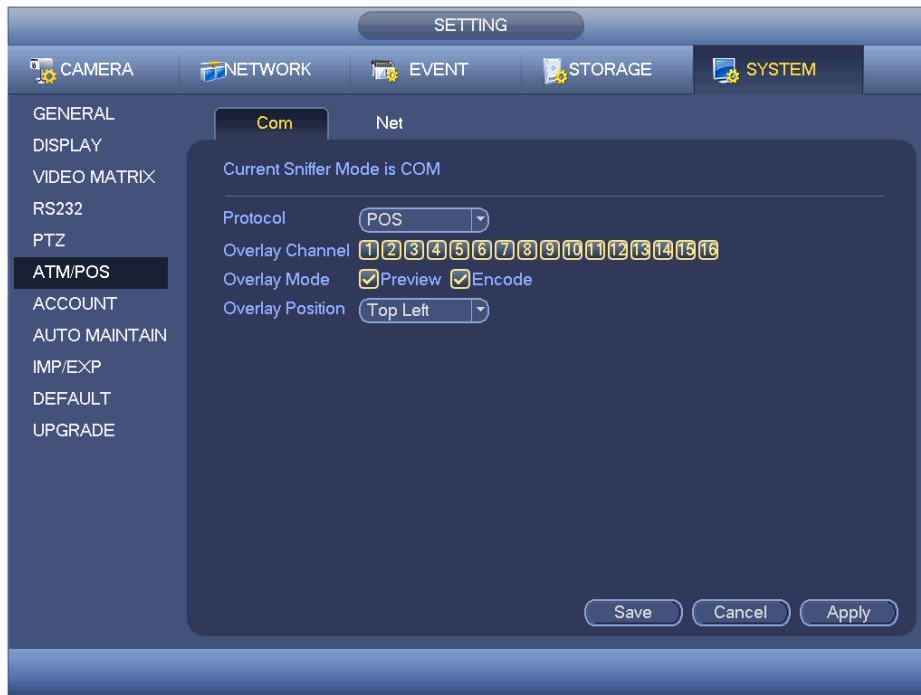 SETTING
CAMERA NETWORK EVENT STORAGE SYSTEM
GENERAL
DISPLAY
VIDEO MATRIX
RS232
PTZ
ATM/POS
ACCOUNT
AUTO MAINTAIN
IMP/EXP
DEFAULT
UPGRADE
Com Net
Current Sniffer Mode is COM
Protocol POS
Overlay Channel 1 2 3 4 5 6 7 8 9 10 11 12 13 14 15 16
Overlay Mode Preview Encode
Overlay Position Top Left
Save Cancel Apply